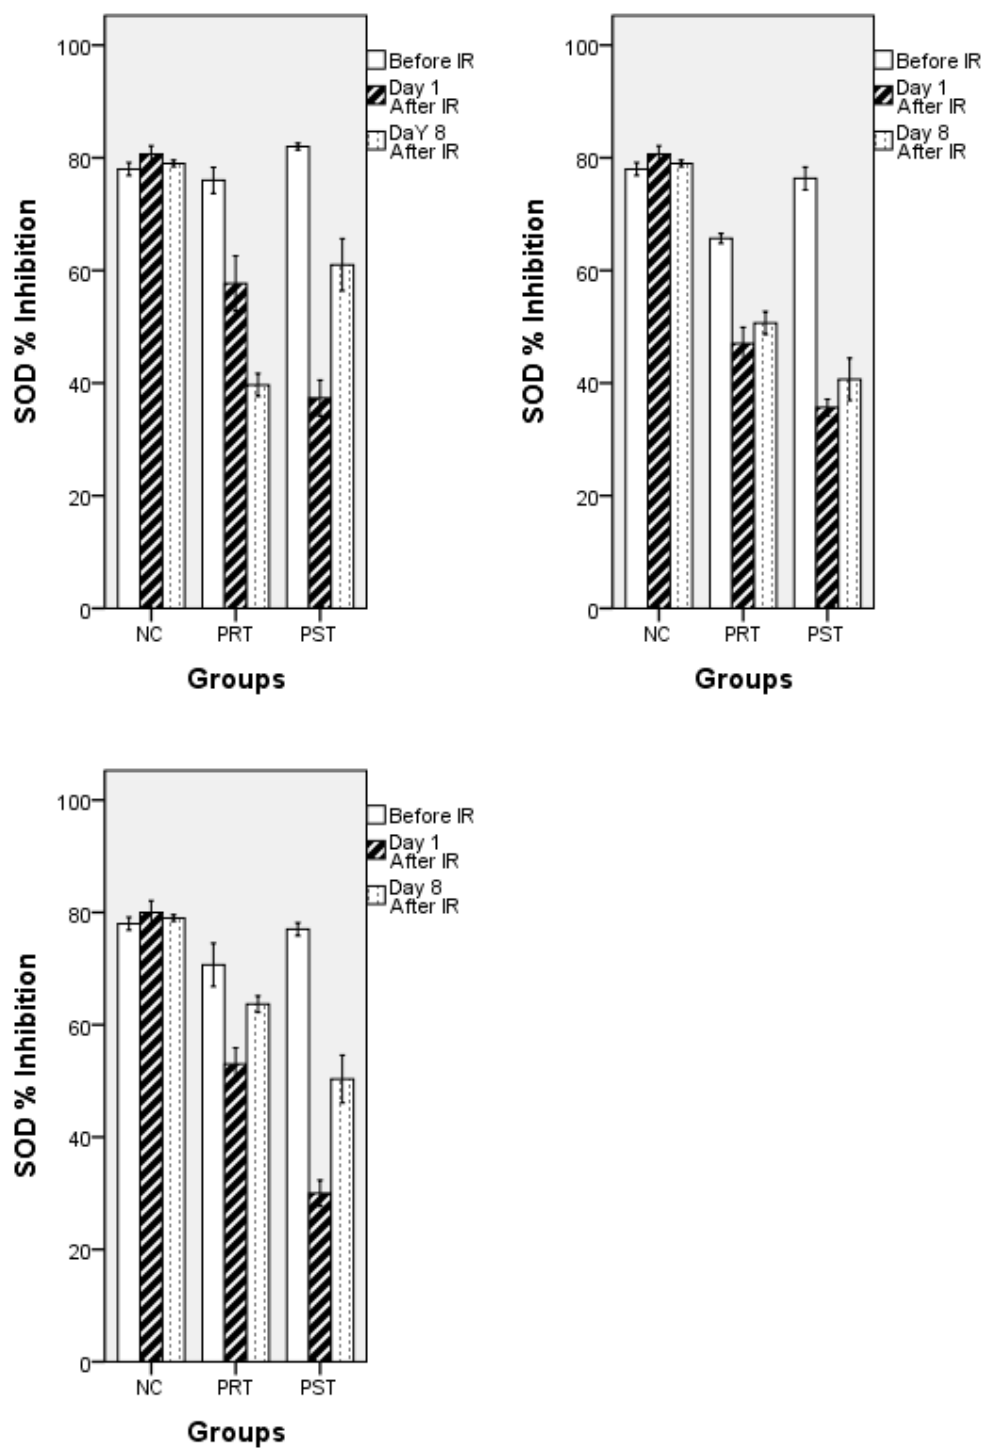 SOD % Inhibition
100
80
60
40
20
0
NC PRT PST
Groups
Before IR
Day 1
After IR
DaY 8
After IR
SOD % Inhibition
100
80
60
40
20
0
NC PRT PST
Groups
Before IR
Day 1
After IR
Day 8
After IR
SOD % Inhibition
100
80
60
40
20
0
NC PRT PST
Groups
Before IR
Day 1
After IR
Day 8
After IR